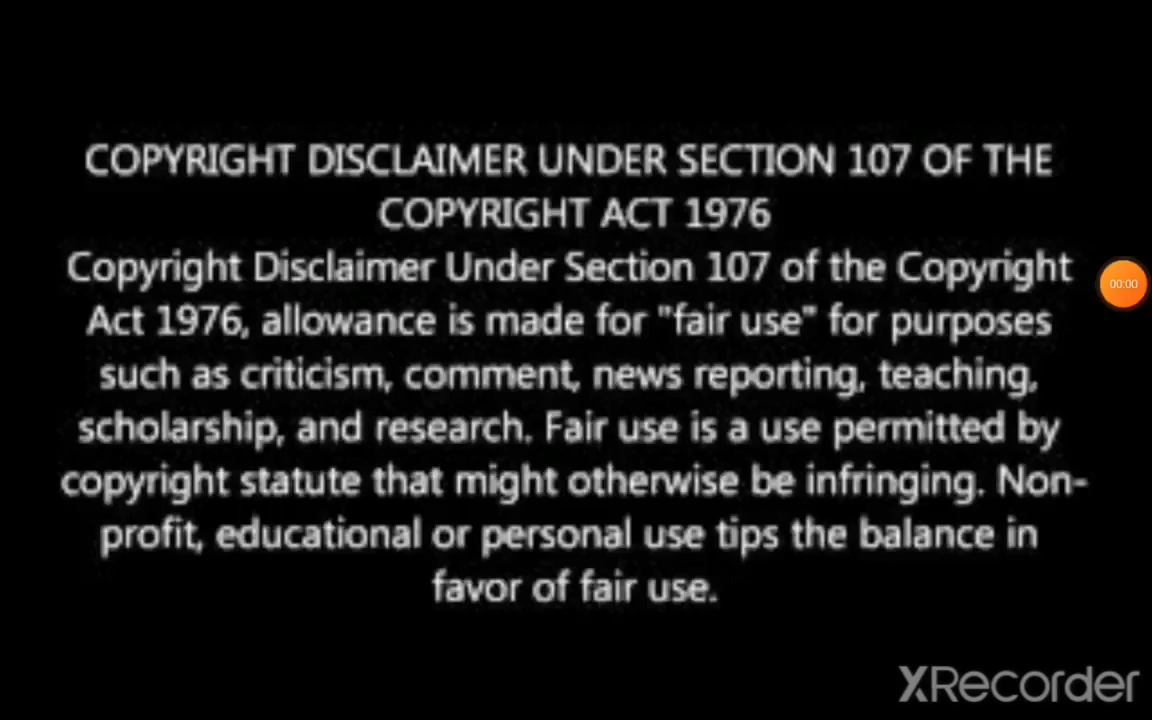 COPYRIGHT DISCLAIMER UNDER SECTION 107 OF THE
COPYRIGHT ACT 1976
Copyright Disclaimer Under Section 107 of the Copyright
Act 1976, allowance is made for "fair use" for purposes
such as criticism, comment, news reporting, teaching,
scholarship, and research. Fair use is a use permitted by
copyright statute that might otherwise be infringing. Non-
profit, educational or personal use tips the balance in
favor of fair use.
00:00
XRecorder